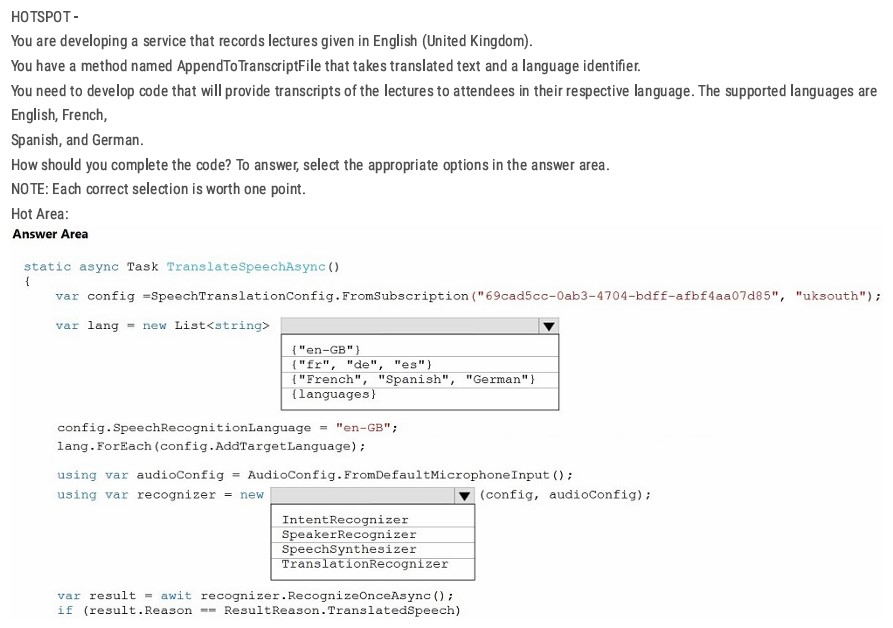 HOTSPOT -
You are developing a service that records lectures given in English (United Kingdom).
You have a method named AppendToTranscriptFile that takes translated text and a language identifier.
You need to develop code that will provide transcripts of the lectures to attendees in their respective language. The supported languages are
English, French,
Spanish, and German.
How should you complete the code? To answer, select the appropriate options in the answer area.
NOTE: Each correct selection is worth one point.
Hot Area:
Answer Area
static async Task TranslateSpeechAsync()
{
var config =SpeechTranslationConfig.FromSubscription("69cad5cc-0ab3-4704-bdff-afbf4aa07d85", "uksouth");
var lang = new List<string>
{"en-GB"}
{"fr", "de", "es"}
{"French", "Spanish", "German"}
{languages}
config.SpeechRecognitionLanguage = "en-GB";
lang.ForEach(config.AddTargetLanguage);
using var audioConfig = AudioConfig.FromDefaultMicrophoneInput();
using var recognizer = new (config, audioConfig);
IntentRecognizer
SpeakerRecognizer
SpeechSynthesizer
TranslationRecognizer
var result = awit recognizer.RecognizeOnceAsync();
if (result.Reason == ResultReason.TranslatedSpeech)